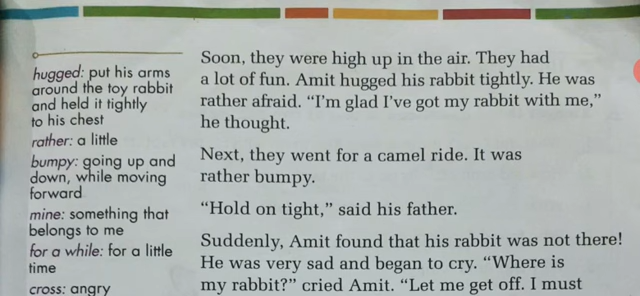 hugged: put his arms
around the toy rabbit
and held it tightly
to his chest
rather: a little
bumpy: going up and
down, while moving
forward
mine: something that
belongs to me
for a while: for a little
time
cross: angry
Soon, they were high up in the air. They had
a lot of fun. Amit hugged his rabbit tightly. He was
rather afraid. “I’m glad I’ve got my rabbit with me,”
he thought.
Next, they went for a camel ride. It was
rather bumpy.
“Hold on tight,” said his father.
Suddenly, Amit found that his rabbit was not there!
He was very sad and began to cry. “Where is
my rabbit?” cried Amit. “Let me get off. I must